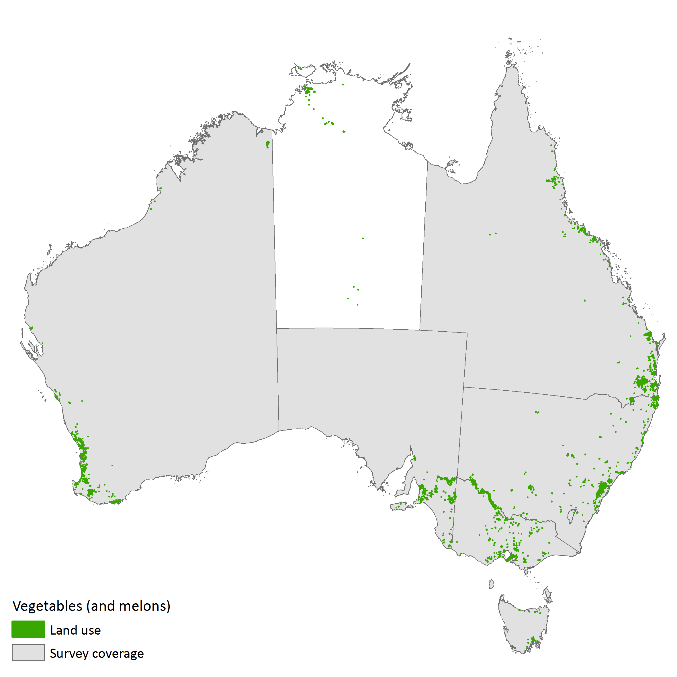 Vegetables (and melons)
Land use
Survey coverage